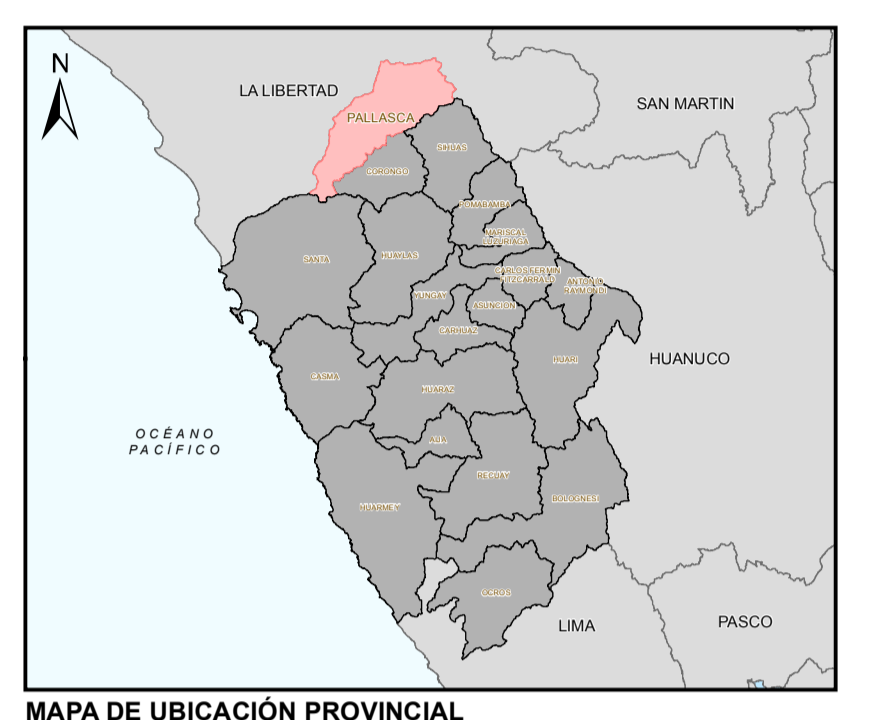 N
LA LIBERTAD
SAN MARTIN
PALLASCA
SIHUAS
CORONGO
POMABAMBA
MARISCAL
LUZURIAGA
SANTA
HUAYLAS
CARLOS FERMIN
FITZCARRALD
ANTONIO
RAYMONDI
YUNGAY
ASUNCION
CARHUAZ
HUARI
HUANUCO
CASMA
HUARAZ
OCÉANO
PACÍFICO
AIJA
RECUAY
BOLOGNESI
HUARMEY
OCROS
LIMA
PASCO
MAPA DE UBICACIÓN PROVINCIAL